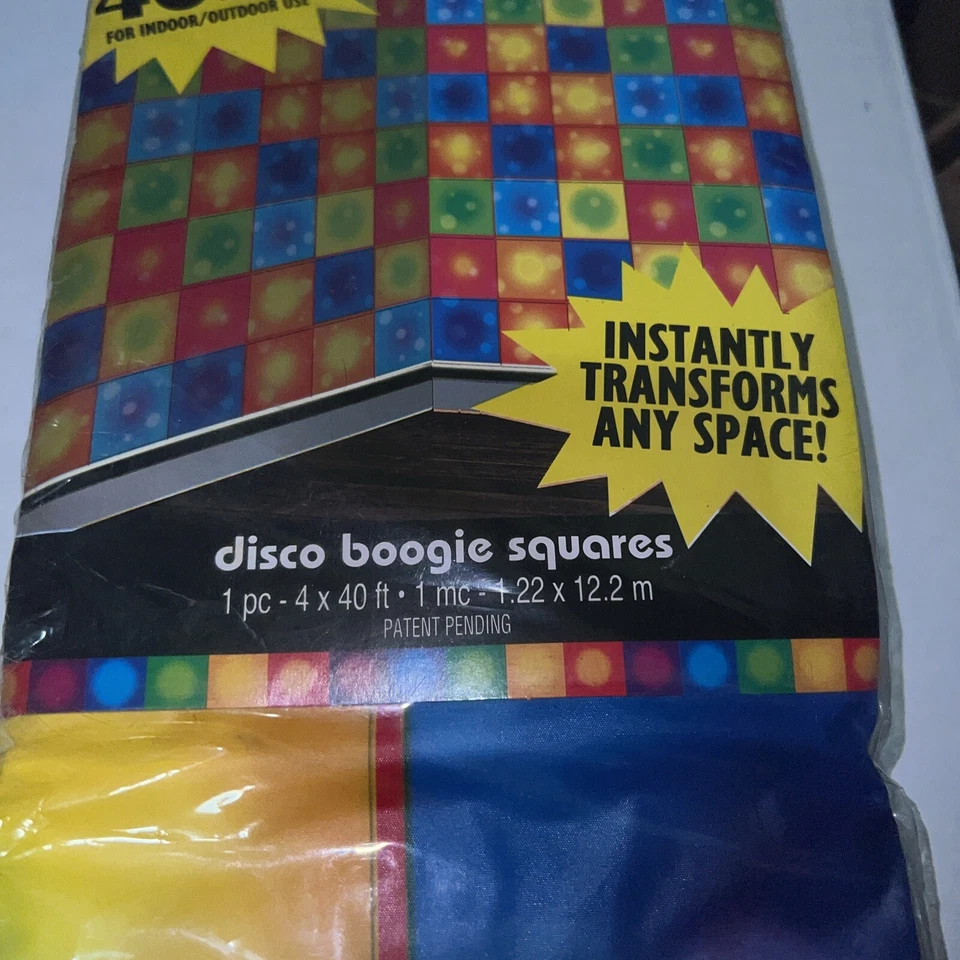 40
FOR INDOOR/OUTDOOR USE
INSTANTLY
TRANSFORMS
ANY SPACE!
disco boogie squares
1 pc - 4 x 40 ft • 1 mc - 1.22 x 12.2 m
PATENT PENDING